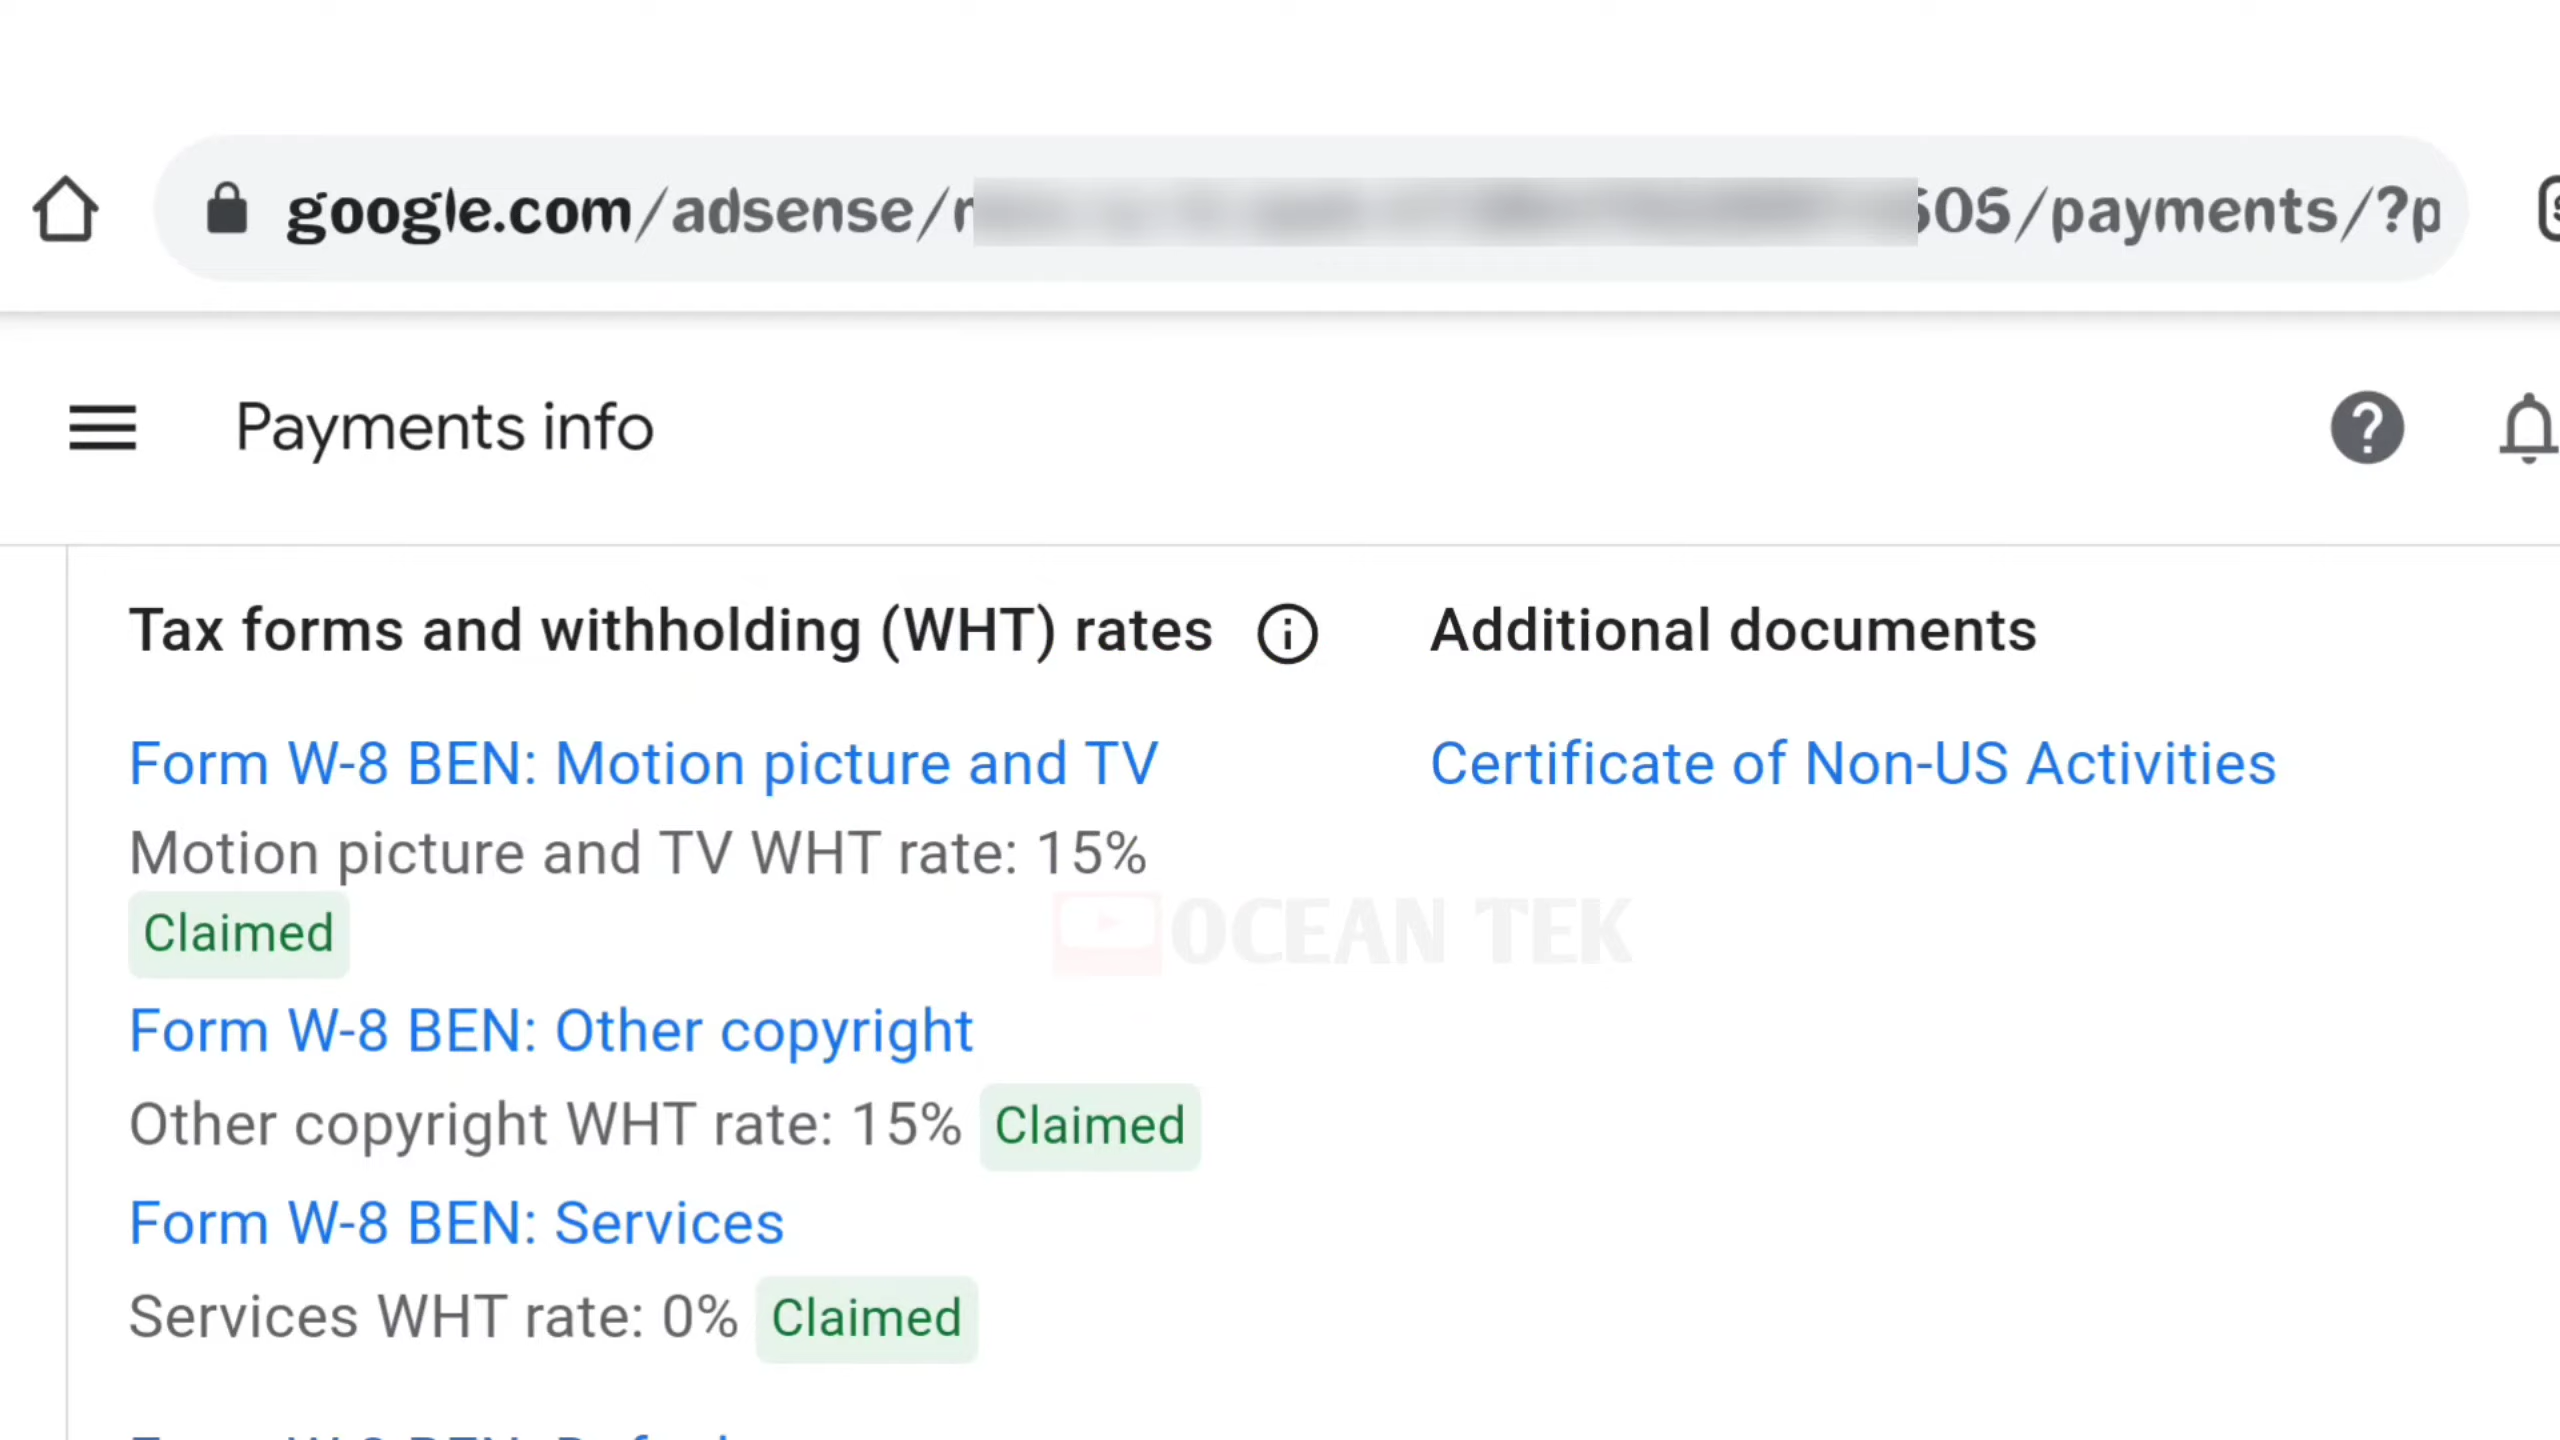 google.com/adsense/ 505/payments/?p
Payments info
Tax forms and withholding (WHT) rates
Additional documents
Form W-8 BEN: Motion picture and TV
Certificate of Non-US Activities
Motion picture and TV WHT rate: 15%
Claimed
OCEAN TEK
Form W-8 BEN: Other copyright
Other copyright WHT rate: 15% Claimed
Form W-8 BEN: Services
Services WHT rate: 0% Claimed